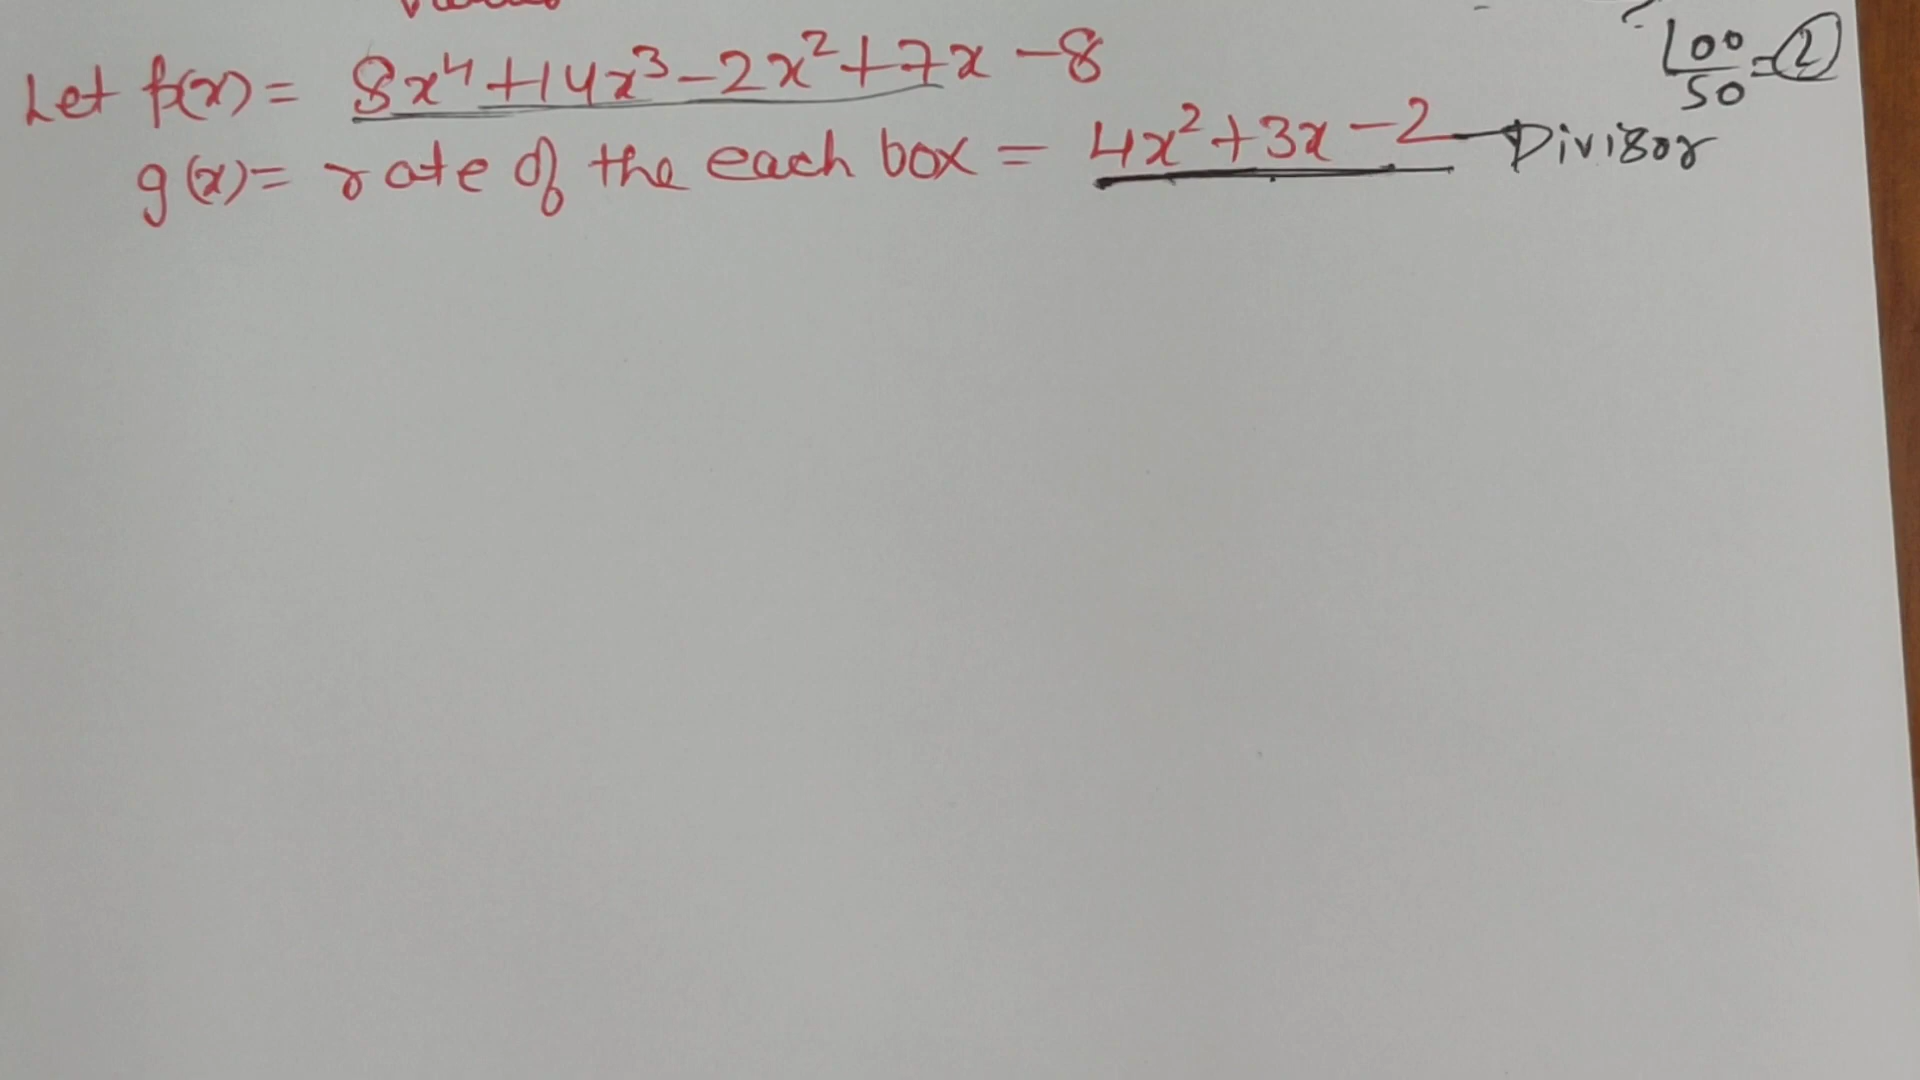 Let f(x) = 8x⁴+14x³-2x²+7x-8
100/50 = 2
g(x) = rate of the each box = 4x²+3x-2 Divisor